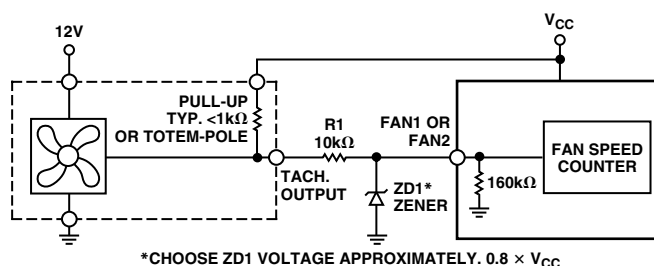 12V
VCC
PULL-UP
TYP. <1kΩ
OR TOTEM-POLE
R1
10kΩ
FAN1 OR
FAN2
TACH.
OUTPUT
ZD1*
ZENER
160kΩ
FAN SPEED
COUNTER
*CHOOSE ZD1 VOLTAGE APPROXIMATELY. 0.8 × VCC